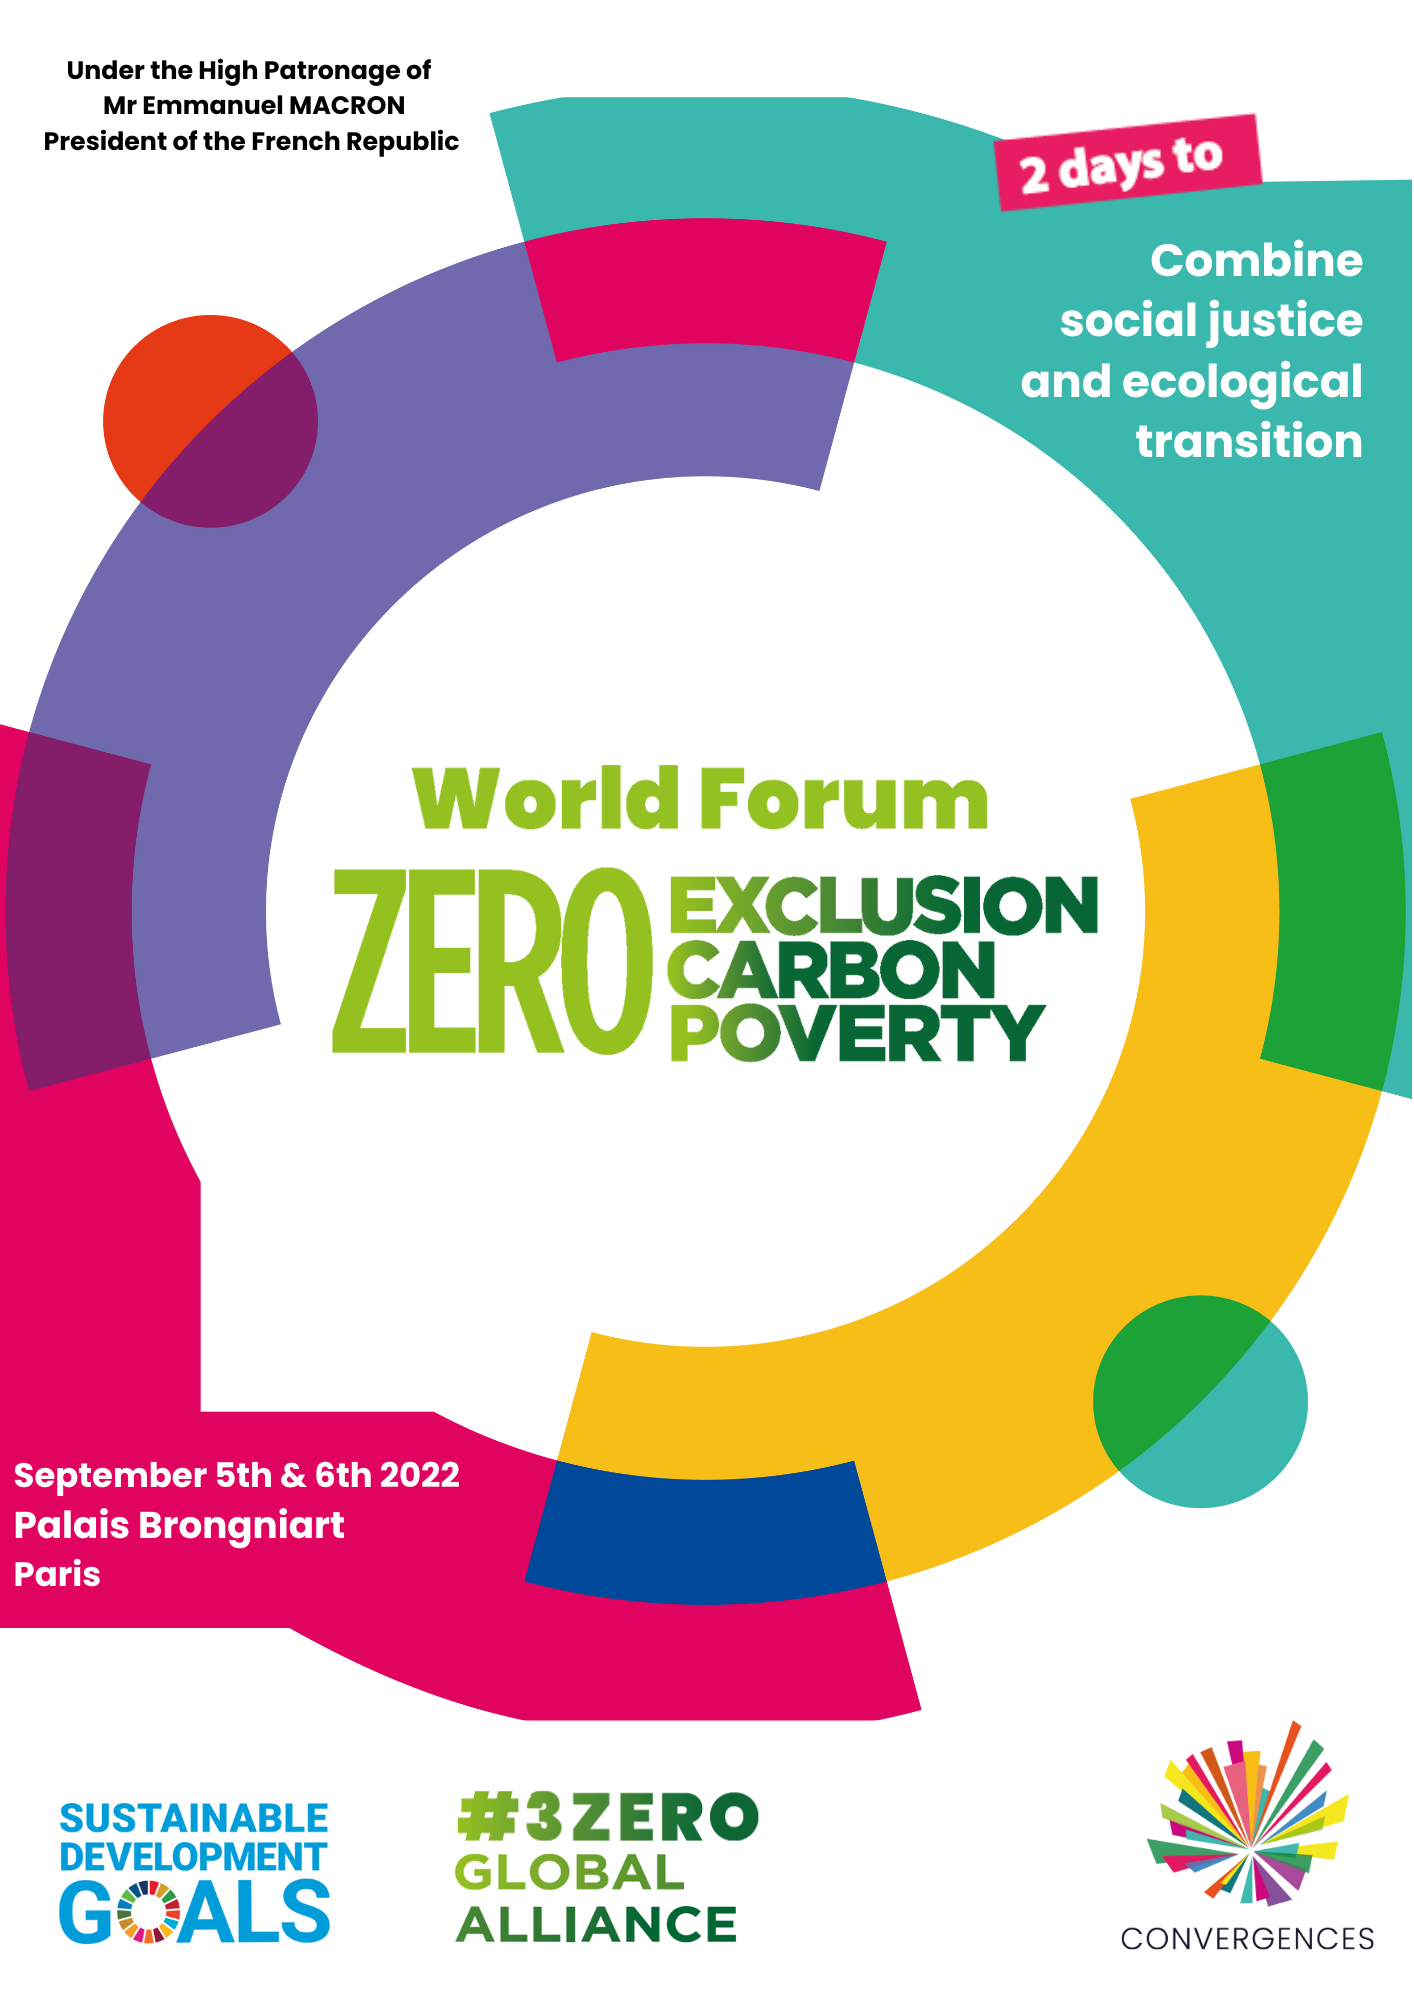 Under the High Patronage of
Mr Emmanuel MACRON
President of the French Republic
2 days to
Combine
social justice
and ecological
transition
World Forum
ZERO
EXCLUSION
CARBON
POVERTY
September 5th & 6th 2022
Palais Brongniart
Paris
SUSTAINABLE
DEVELOPMENT
GOALS
#3ZERO
GLOBAL
ALLIANCE
CONVERGENCES